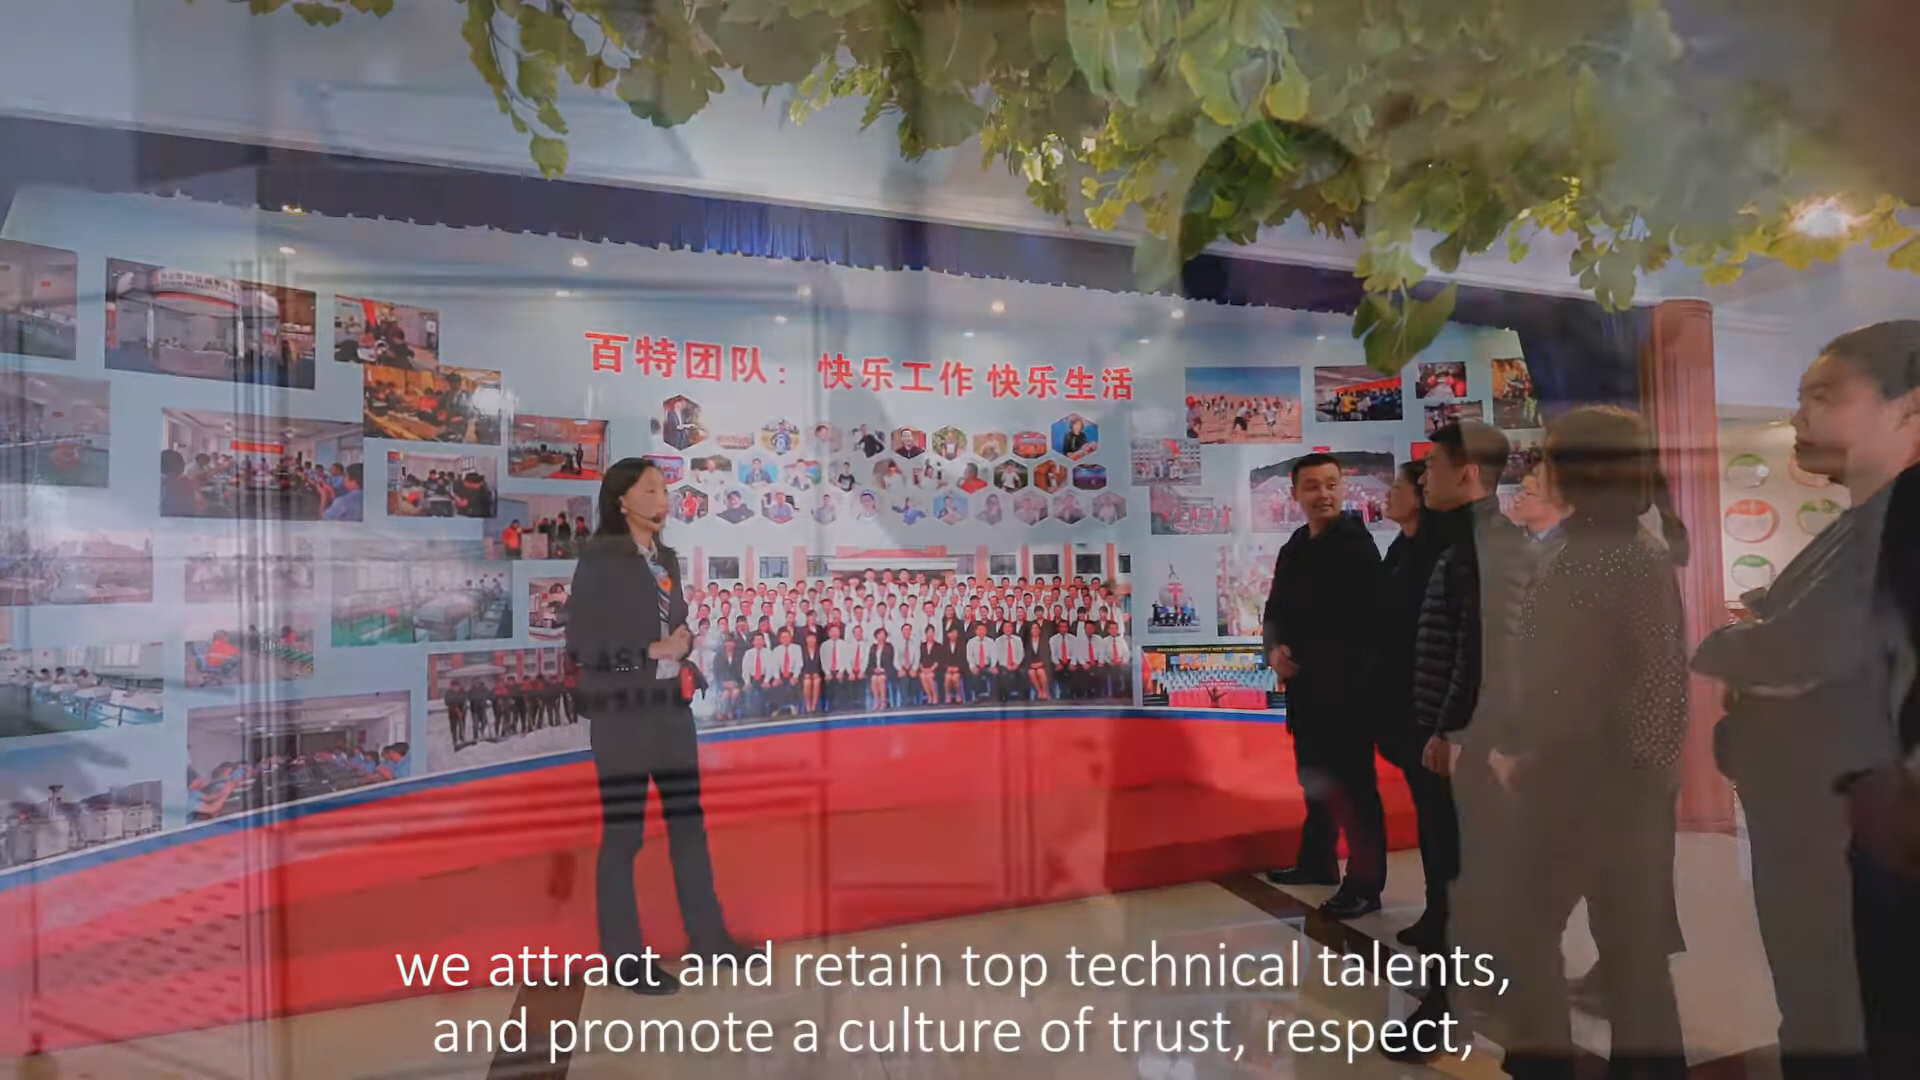 百特团队：快乐工作 快乐生活
we attract and retain top technical talents,
and promote a culture of trust, respect,